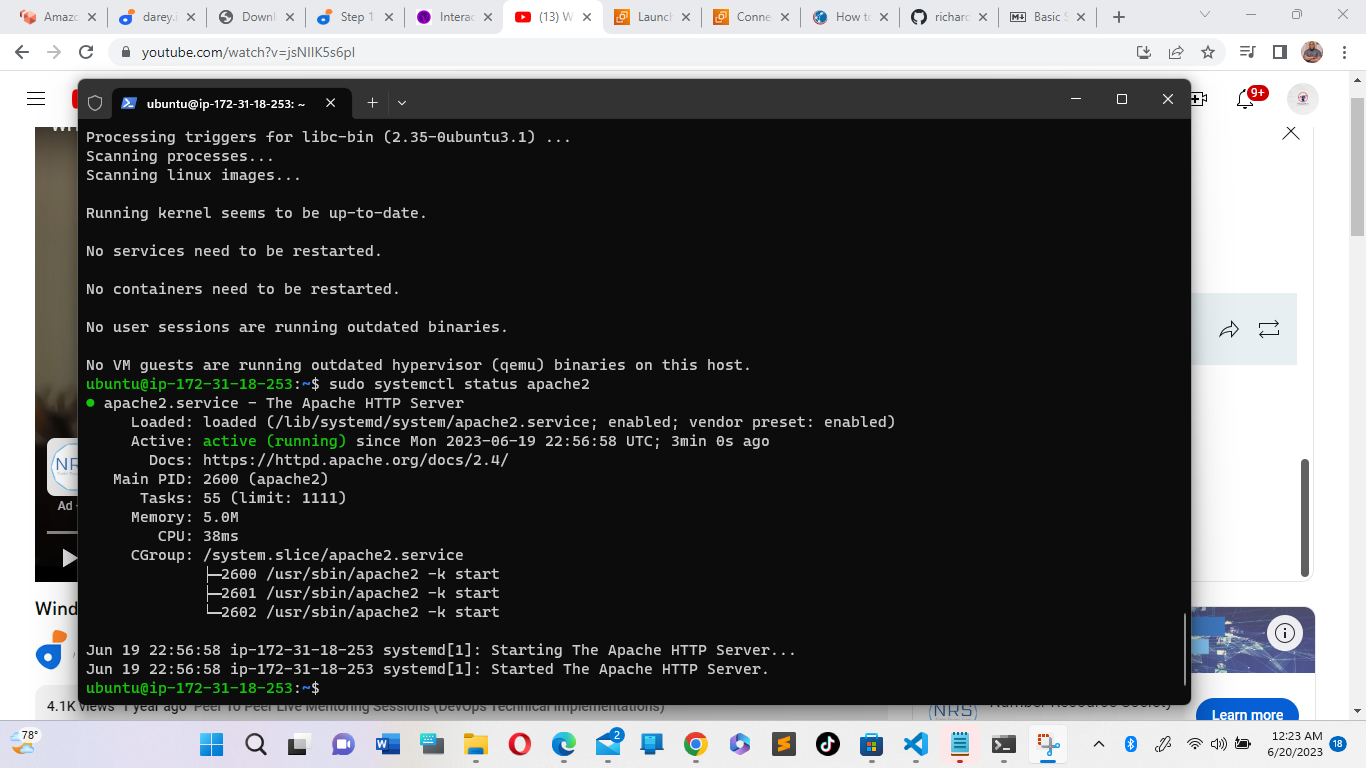 Amazo
darey.i
Downl
Step 1
Interac
(13) W
Launc
Conne
How to
richarc
Basic S
youtube.com/watch?v=jsNIIK5s6pI
ubuntu@ip-172-31-18-253: ~
9+
Processing triggers for libc-bin (2.35-0ubuntu3.1) ...
Scanning processes...
Scanning linux images...
Running kernel seems to be up-to-date.
No services need to be restarted.
No containers need to be restarted.
No user sessions are running outdated binaries.
No VM guests are running outdated hypervisor (qemu) binaries on this host.
ubuntu@ip-172-31-18-253:~$ sudo systemctl status apache2
● apache2.service - The Apache HTTP Server
Loaded: loaded (/lib/systemd/system/apache2.service; enabled; vendor preset: enabled)
Active: active (running) since Mon 2023-06-19 22:56:58 UTC; 3min 0s ago
Docs: https://httpd.apache.org/docs/2.4/
Main PID: 2600 (apache2)
Tasks: 55 (limit: 1111)
Memory: 5.0M
CPU: 38ms
CGroup: /system.slice/apache2.service
├─2600 /usr/sbin/apache2 -k start
├─2601 /usr/sbin/apache2 -k start
└─2602 /usr/sbin/apache2 -k start
Jun 19 22:56:58 ip-172-31-18-253 systemd[1]: Starting The Apache HTTP Server...
Jun 19 22:56:58 ip-172-31-18-253 systemd[1]: Started The Apache HTTP Server.
ubuntu@ip-172-31-18-253:~$
NR
Ad
Wind
4.1K views 1 year ago Peer To Peer Live Mentoring Sessions (DevOps Technical Implementations)
NRS
Number Resource Society
Learn more
78°
2
12:23 AM
6/20/2023
18